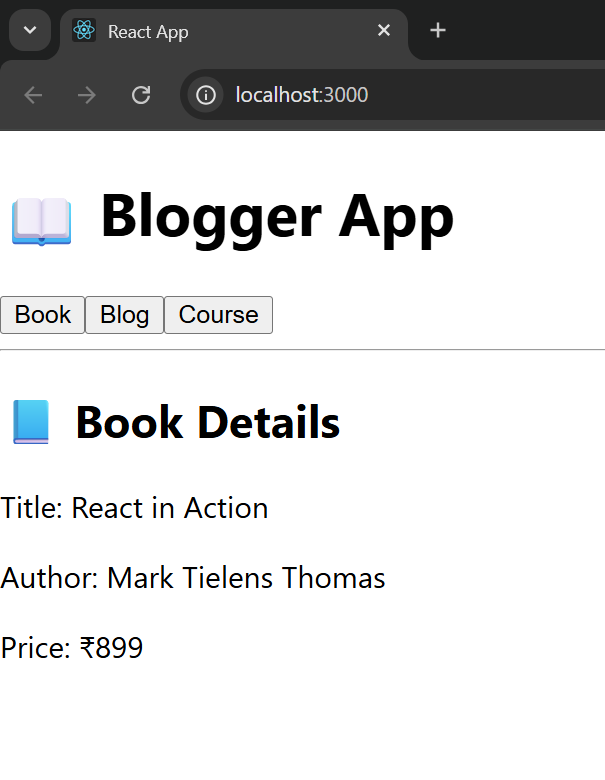 React App
localhost:3000
Blogger App
Book Blog Course
Book Details
Title: React in Action
Author: Mark Tielens Thomas
Price: ₹899